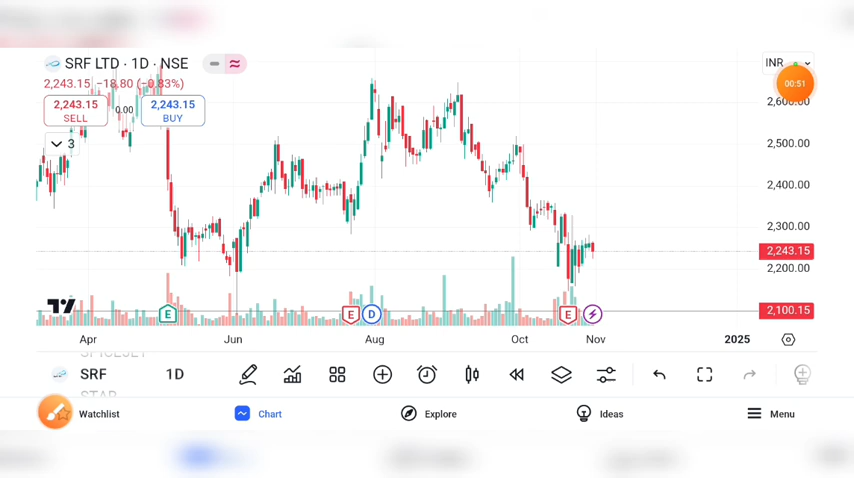 SRF LTD · 1D · NSE
INR
2,243.15 −18.80 (−0.83%)
00:51
2,243.15
SELL
0.00
2,243.15
BUY
2,600.00
3
2,500.00
2,400.00
2,300.00
2,243.15
2,200.00
2,100.15
E
E
D
E
Apr
Jun
Aug
Oct
Nov
2025
SPICEJET
SRF
1D
STAR
Watchlist
Chart
Explore
Ideas
Menu